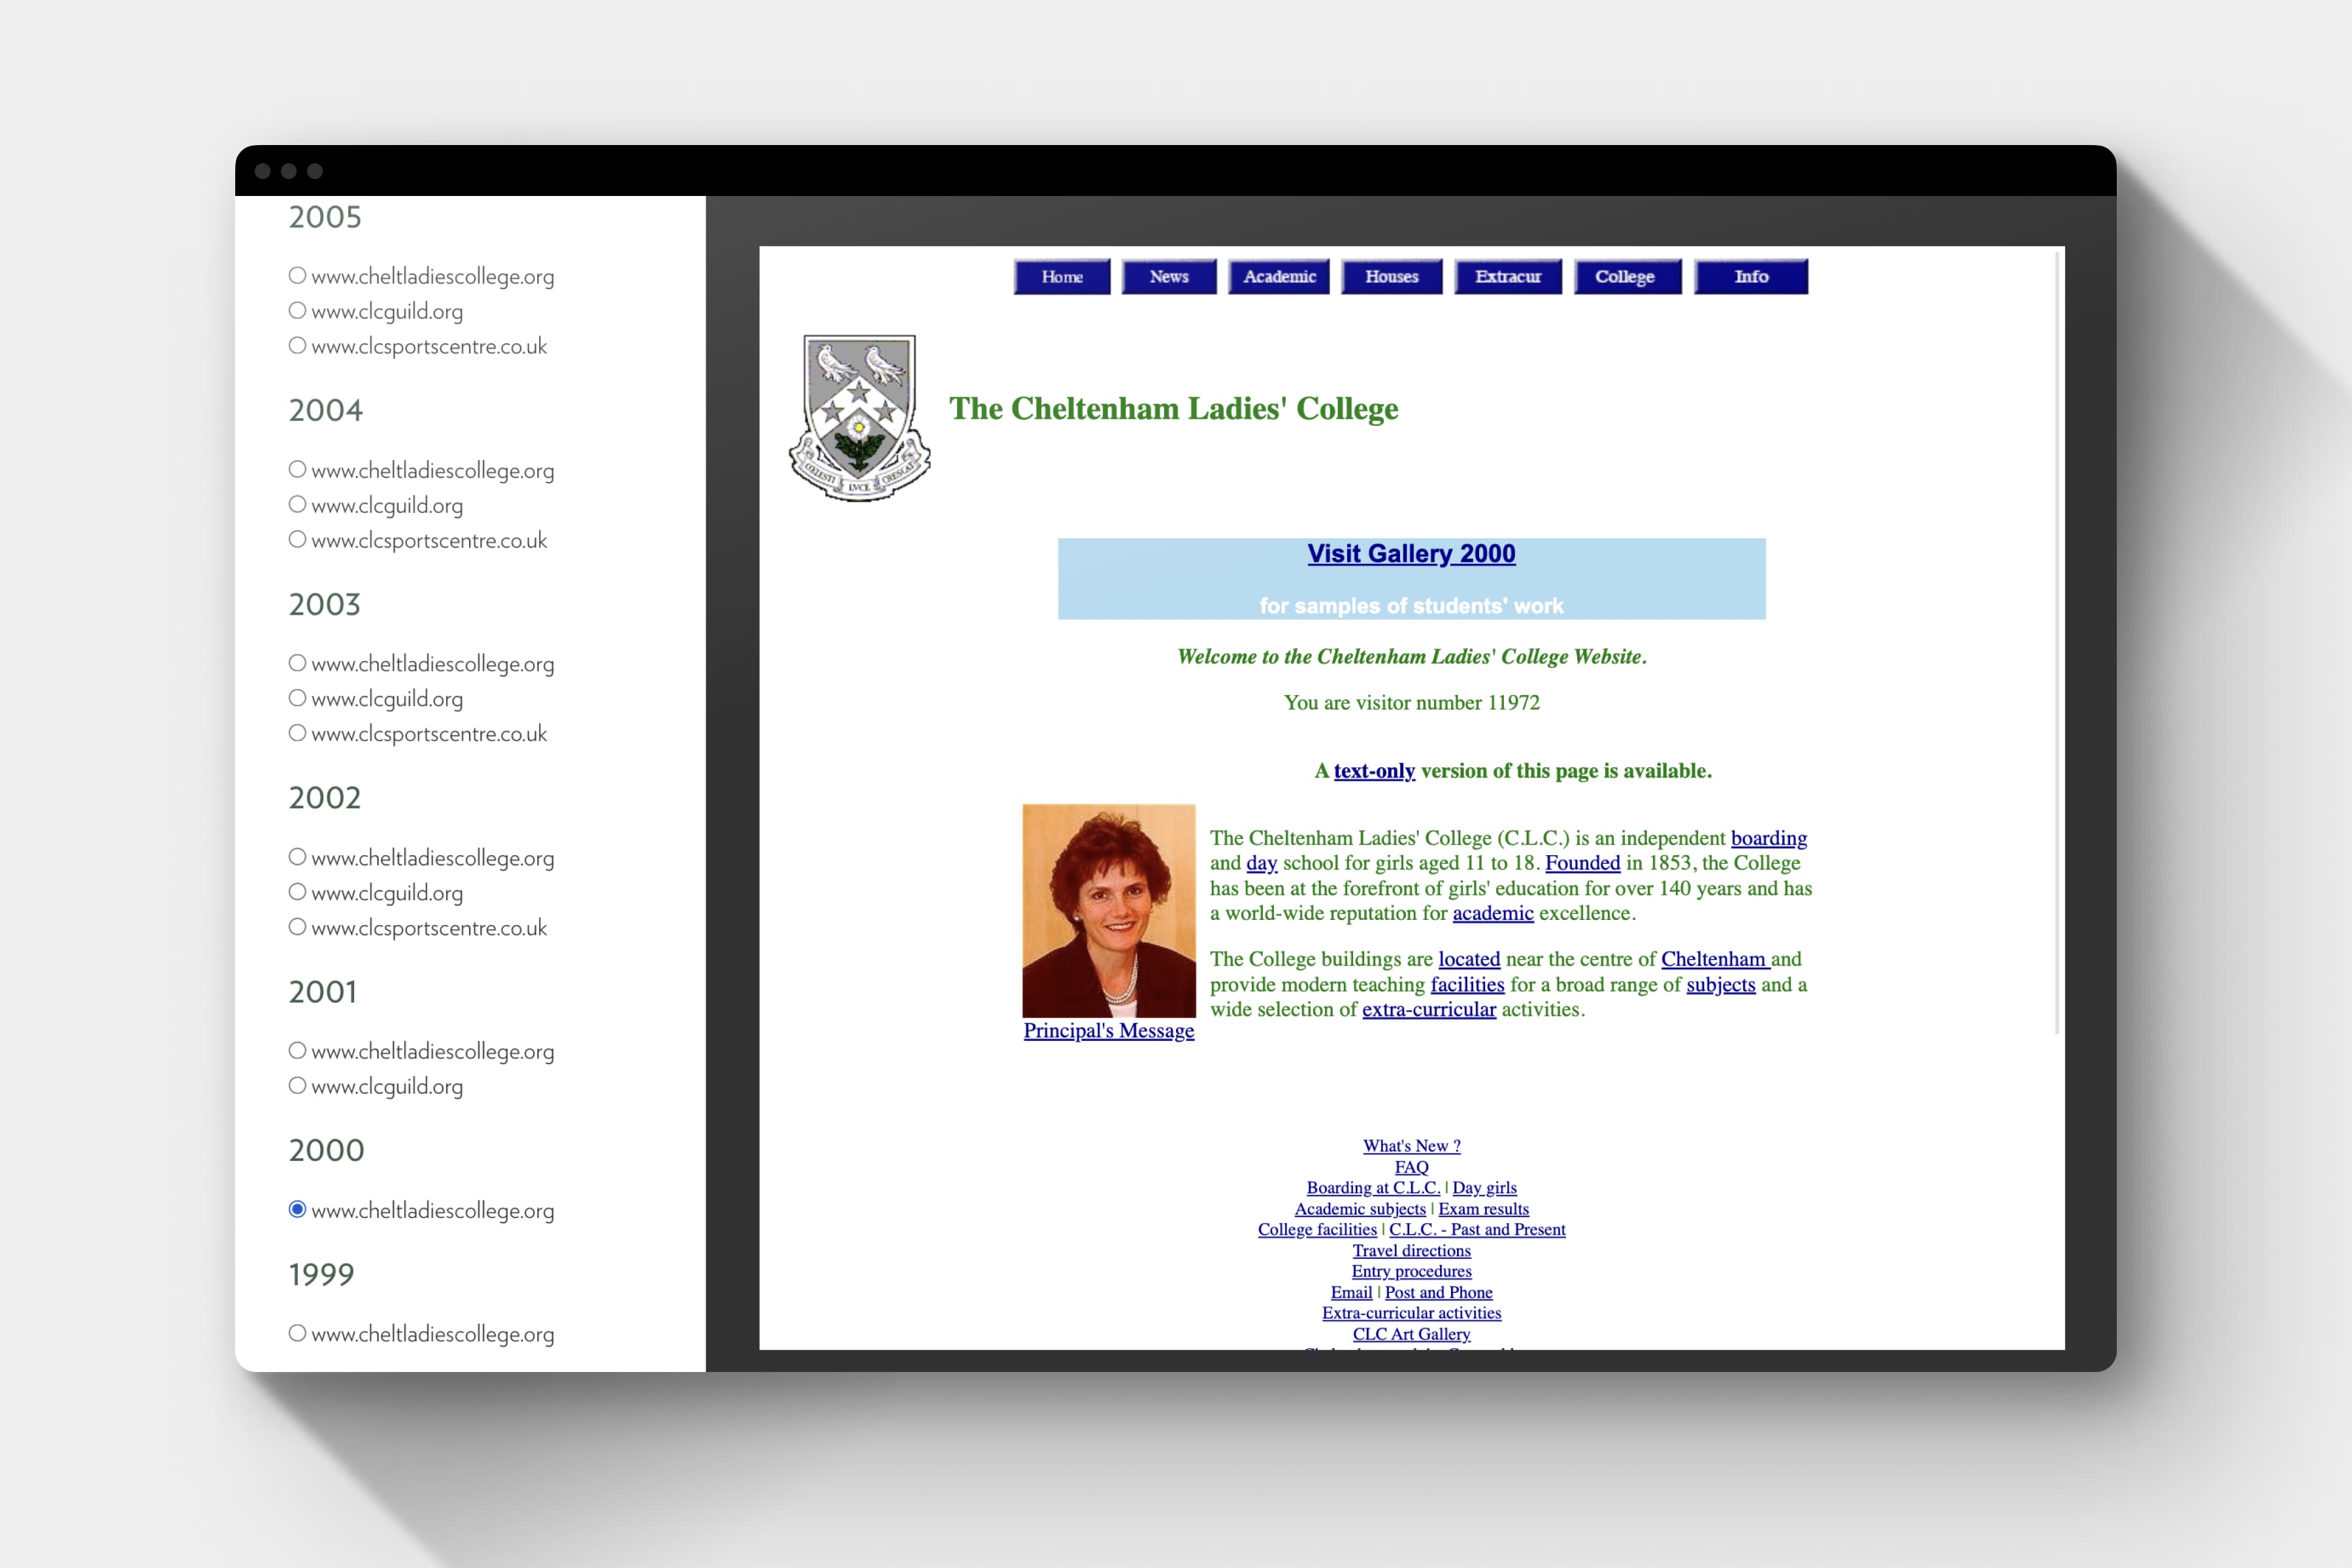 2005
www.cheltladiescollege.org
www.clcguild.org
www.clcsportscentre.co.uk
2004
www.cheltladiescollege.org
www.clcguild.org
www.clcsportscentre.co.uk
2003
www.cheltladiescollege.org
www.clcguild.org
www.clcsportscentre.co.uk
2002
www.cheltladiescollege.org
www.clcguild.org
www.clcsportscentre.co.uk
2001
www.cheltladiescollege.org
www.clcguild.org
2000
www.cheltladiescollege.org
1999
www.cheltladiescollege.org
Home News Academic Houses Extracur College Info
The Cheltenham Ladies' College
CŒLESTI LVCE CRESCAT
Visit Gallery 2000
for samples of students' work
Welcome to the Cheltenham Ladies' College Website.
You are visitor number 11972
A text-only version of this page is available.
The Cheltenham Ladies' College (C.L.C.) is an independent boarding
and day school for girls aged 11 to 18. Founded in 1853, the College
has been at the forefront of girls' education for over 140 years and has
a world-wide reputation for academic excellence.
The College buildings are located near the centre of Cheltenham and
provide modern teaching facilities for a broad range of subjects and a
wide selection of extra-curricular activities.
Principal's Message
What's New ?
FAQ
Boarding at C.L.C. | Day girls
Academic subjects | Exam results
College facilities | C.L.C. - Past and Present
Travel directions
Entry procedures
Email | Post and Phone
Extra-curricular activities
CLC Art Gallery